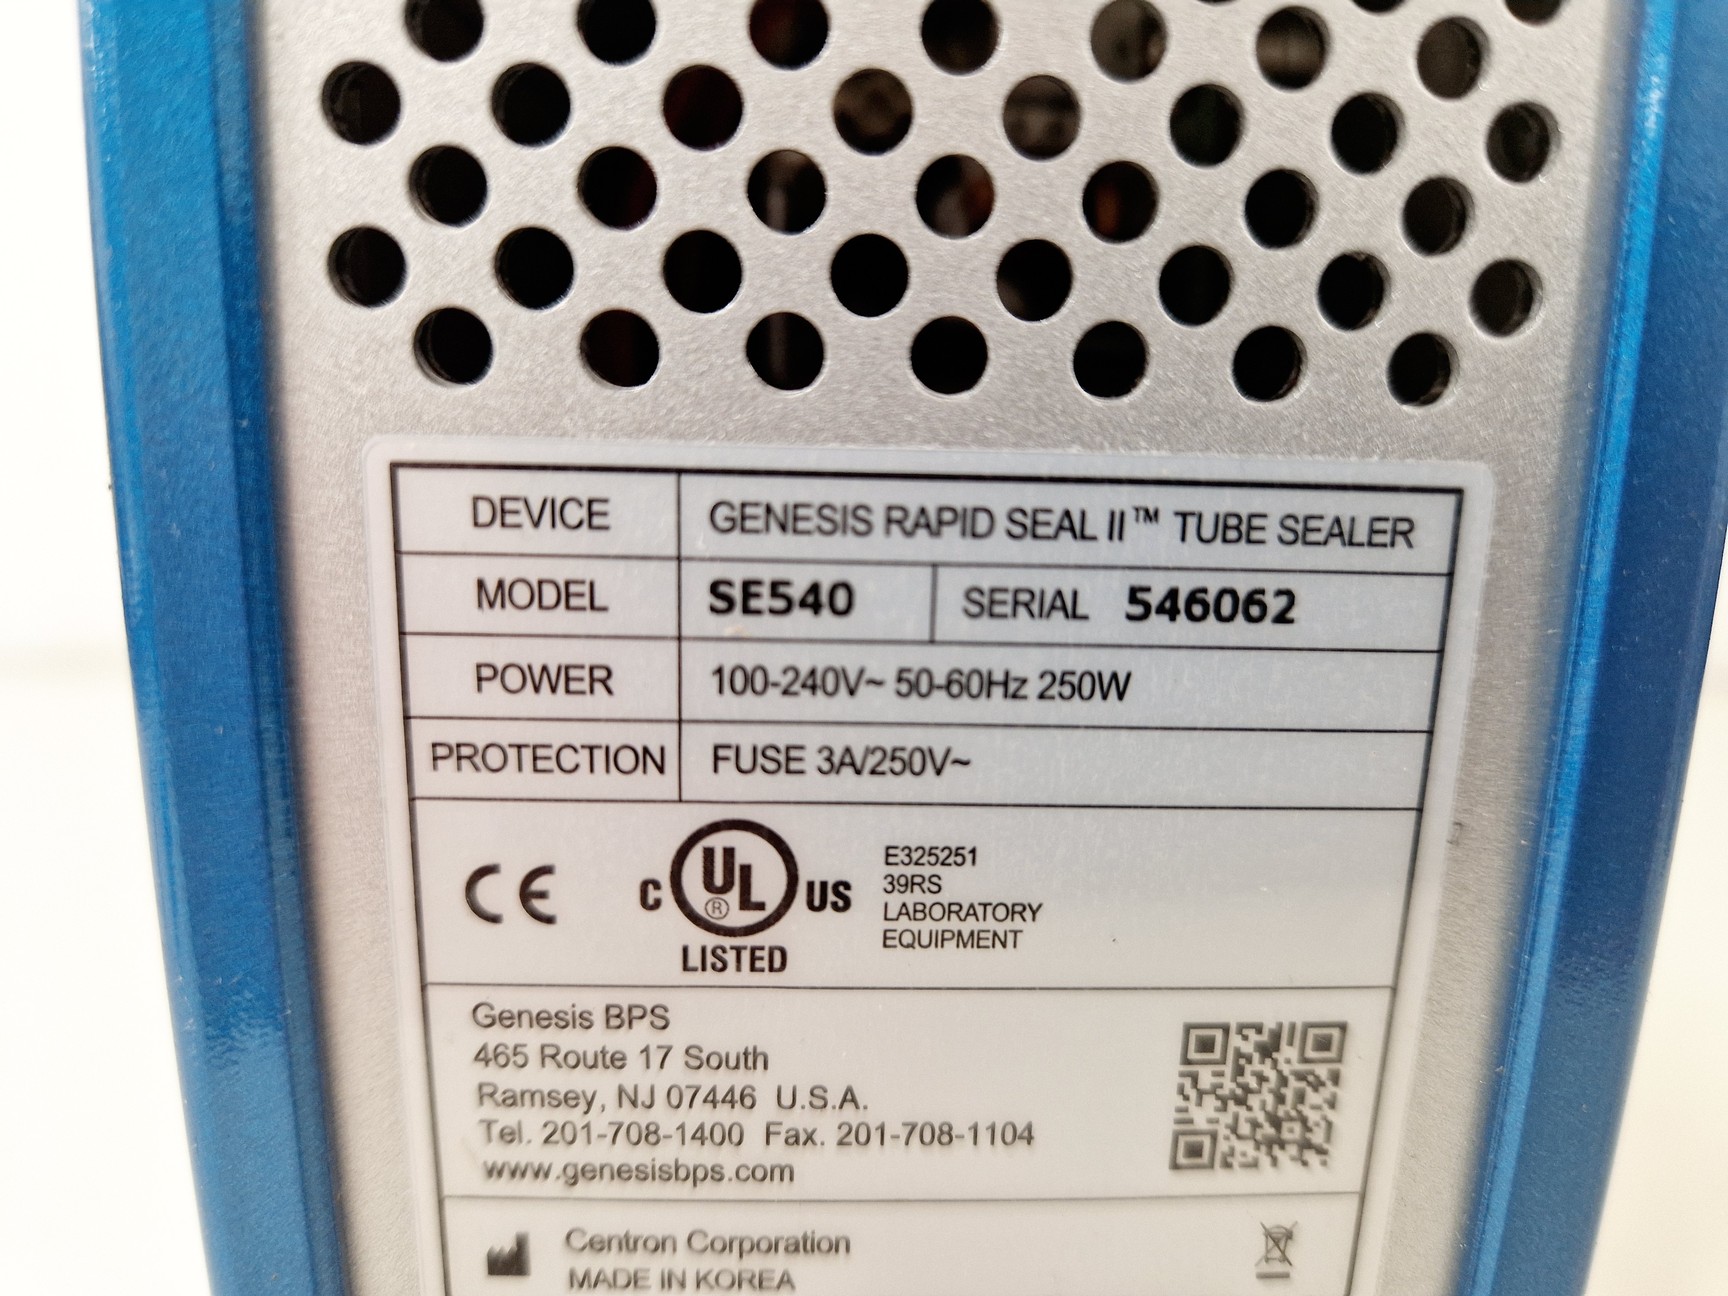 DEVICE GENESIS RAPID SEAL II™ TUBE SEALER
MODEL SE540 SERIAL 546062
POWER 100-240V~ 50-60Hz 250W
PROTECTION FUSE 3A/250V~
CE C UL ® US LISTED
E325251
39RS
LABORATORY
EQUIPMENT
Genesis BPS
465 Route 17 South
Ramsey, NJ 07446 U.S.A.
Tel. 201-708-1400 Fax. 201-708-1104
www.genesisbps.com
Centron Corporation
MADE IN KOREA